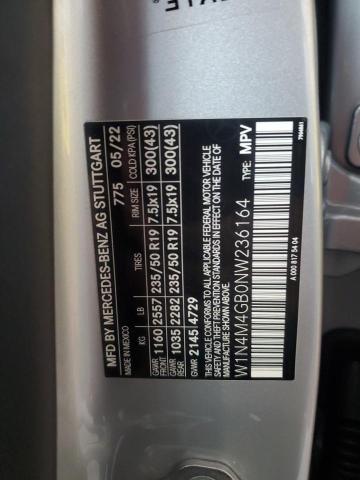 MFD BY MERCEDES-BENZ AG STUTTGART
MADE IN MEXICO 775 05/22
KG LB TIRES RIM SIZE COLD KPA(PSI)
GAWR FRONT 1160 2557 235/50 R19 7.5Jx19 300(43)
GAWR REAR 1035 2282 235/50 R19 7.5Jx19 300(43)
GVWR 2145 4729
THIS VEHICLE CONFORMS TO ALL APPLICABLE FEDERAL MOTOR VEHICLE
SAFETY AND THEFT PREVENTION STANDARDS IN EFFECT
ON THE DATE OF MANUFACTURE SHOWN ABOVE.
W1N4M4GB0NW236164 TYPE: MPV
A 000 817 54 04